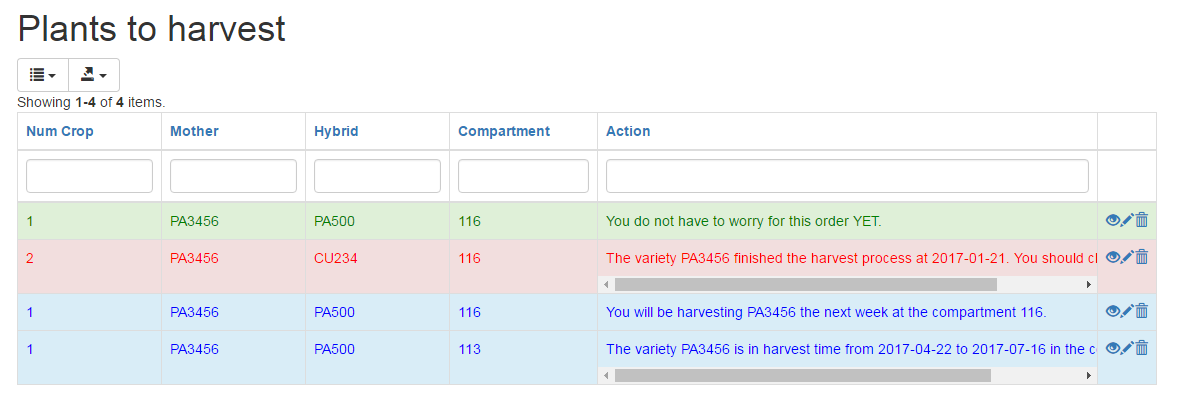 Plants to harvest
Showing 1-4 of 4 items.
Num Crop Mother Hybrid Compartment Action
1 PA3456 PA500 116 You do not have to worry for this order YET.
2 PA3456 CU234 116 The variety PA3456 finished the harvest process at 2017-01-21. You should
1 PA3456 PA500 116 You will be harvesting PA3456 the next week at the compartment 116.
1 PA3456 PA500 113 The variety PA3456 is in harvest time from 2017-04-22 to 2017-07-16 in the